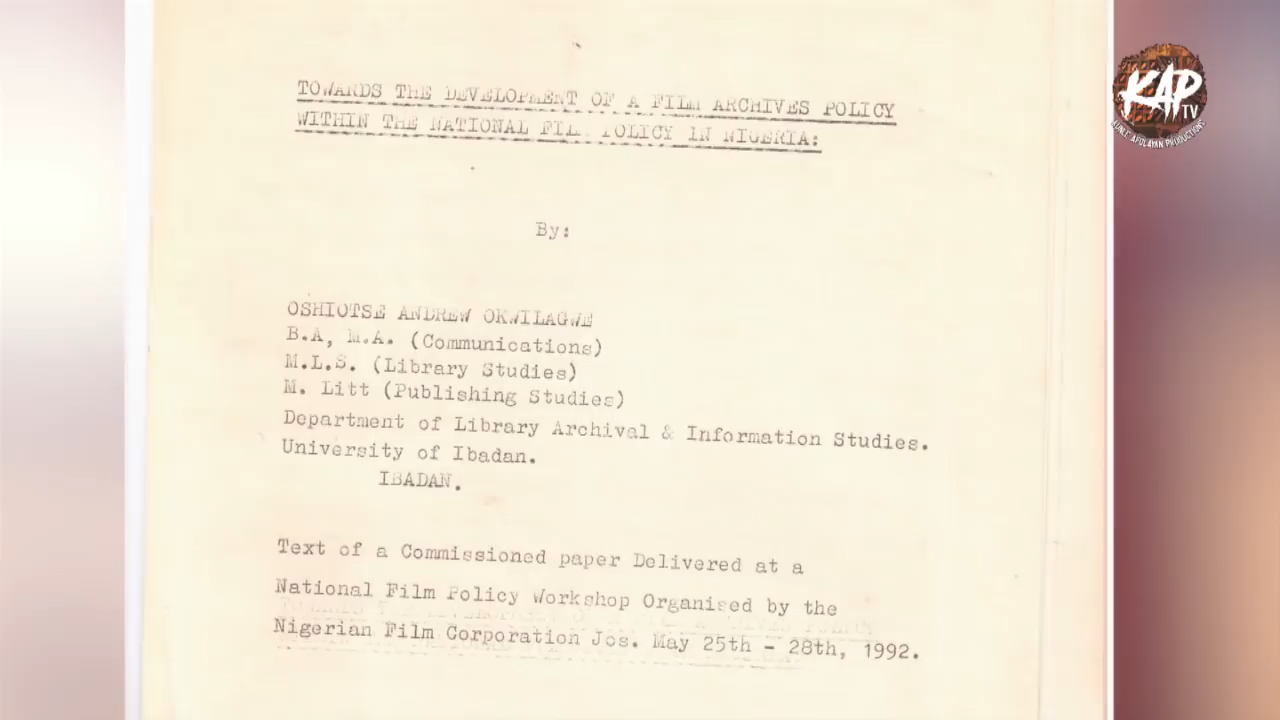 TOWARDS THE DEVELOPMENT OF A FILM ARCHIVES POLICY
WITHIN THE NATIONAL FILM POLICY IN NIGERIA:
By:
OSHIOTSE ANDREW OKWILAGWE
B.A, M.A. (Communications)
M.L.S. (Library Studies)
M. Litt (Publishing Studies)
Department of Library Archival & Information Studies.
University of Ibadan.
IBADAN.
Text of a Commissioned paper Delivered at a
National Film Policy Workshop Organised by the
Nigerian Film Corporation Jos. May 25th - 28th, 1992.
KAP
TV
KUNLE AFOLAYAN PRODUCTIONS